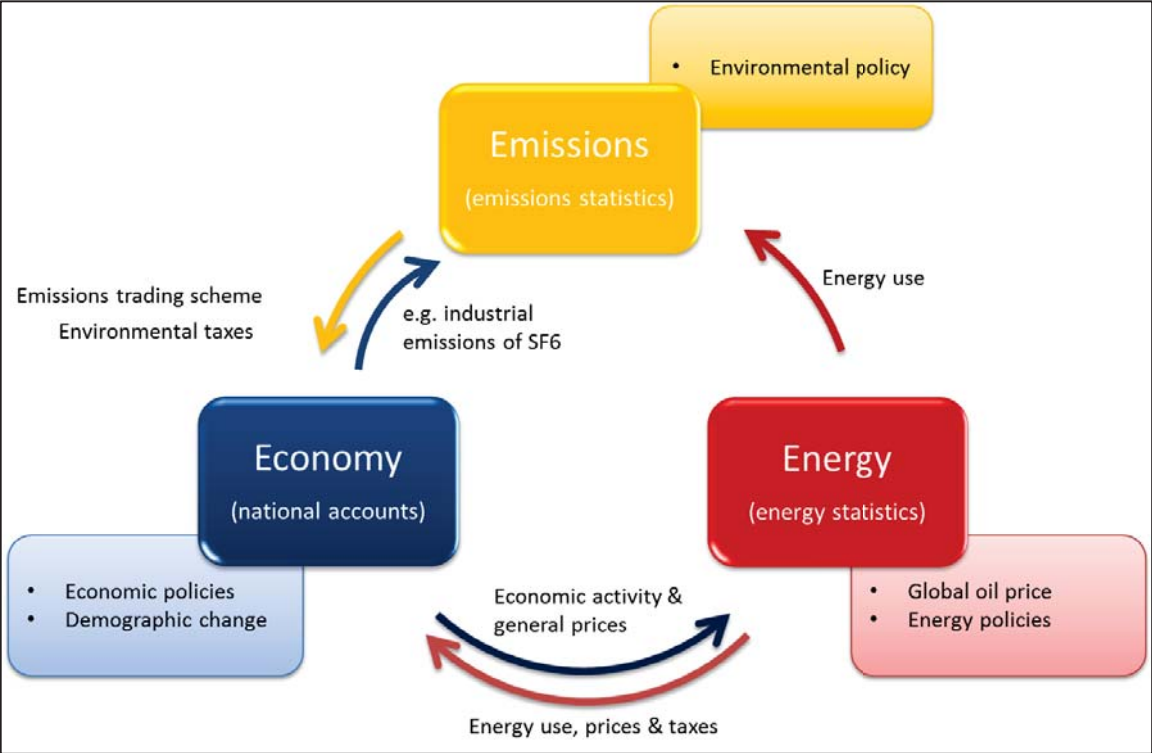 • Environmental policy
Emissions
(emissions statistics)
Emissions trading scheme
Environmental taxes
e.g. industrial
emissions of SF6
Energy use
Economy
(national accounts)
• Economic policies
• Demographic change
Energy
(energy statistics)
• Global oil price
• Energy policies
Economic activity &
general prices
Energy use, prices & taxes